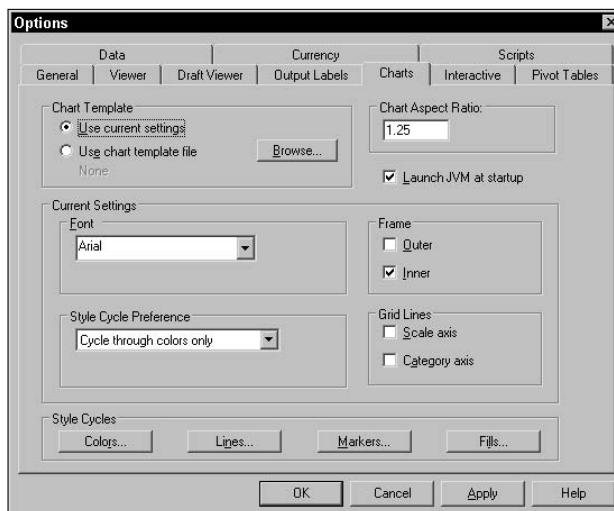 Options
Data Currency Scripts
General Viewer Draft Viewer Output Labels Charts Interactive Pivot Tables
Chart Template
Use current settings
Use chart template file
None
Browse...
Chart Aspect Ratio:
1.25
Launch JVM at startup
Current Settings
Font
Arial
Frame
Outer
Inner
Style Cycle Preference
Cycle through colors only
Grid Lines
Scale axis
Category axis
Style Cycles
Colors... Lines... Markers... Fills...
OK Cancel Apply Help